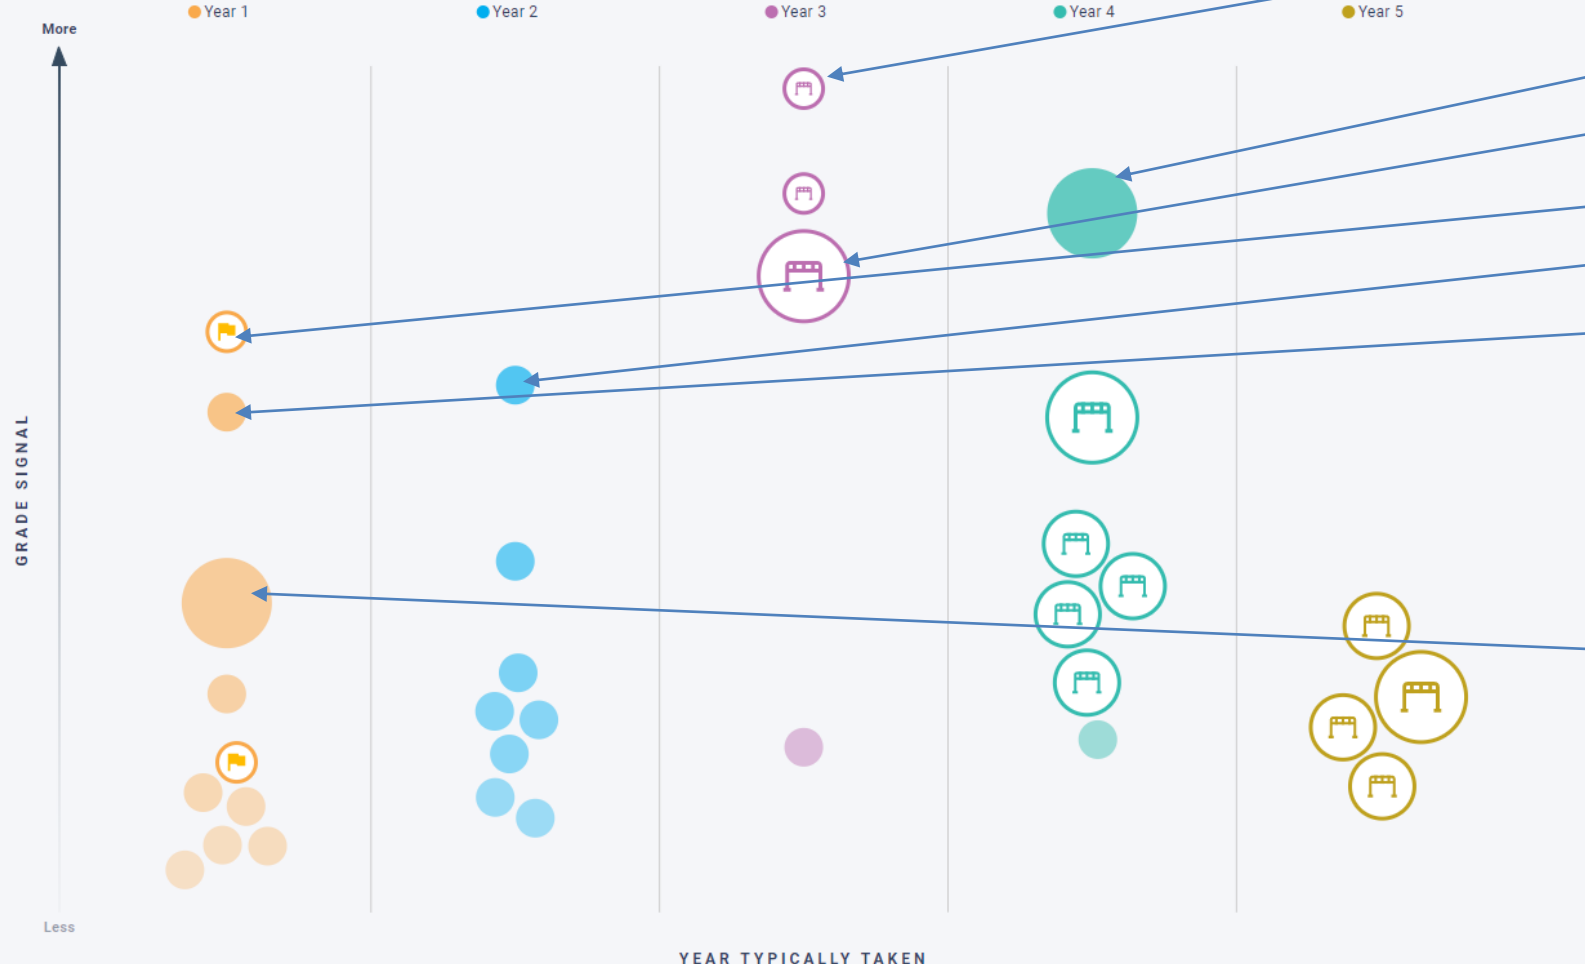 Year 1
Year 2
Year 3
Year 4
Year 5
More
GRADE SIGNAL
Less
YEAR TYPICALLY TAKEN